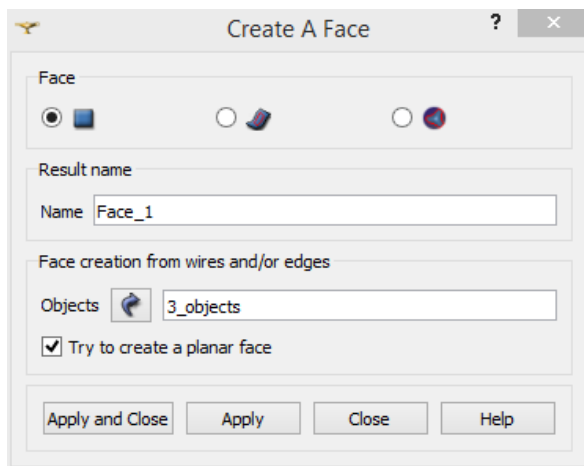 Create A Face ? ×
Face
Result name
Name Face_1
Face creation from wires and/or edges
Objects 3_objects
Try to create a planar face
Apply and Close Apply Close Help